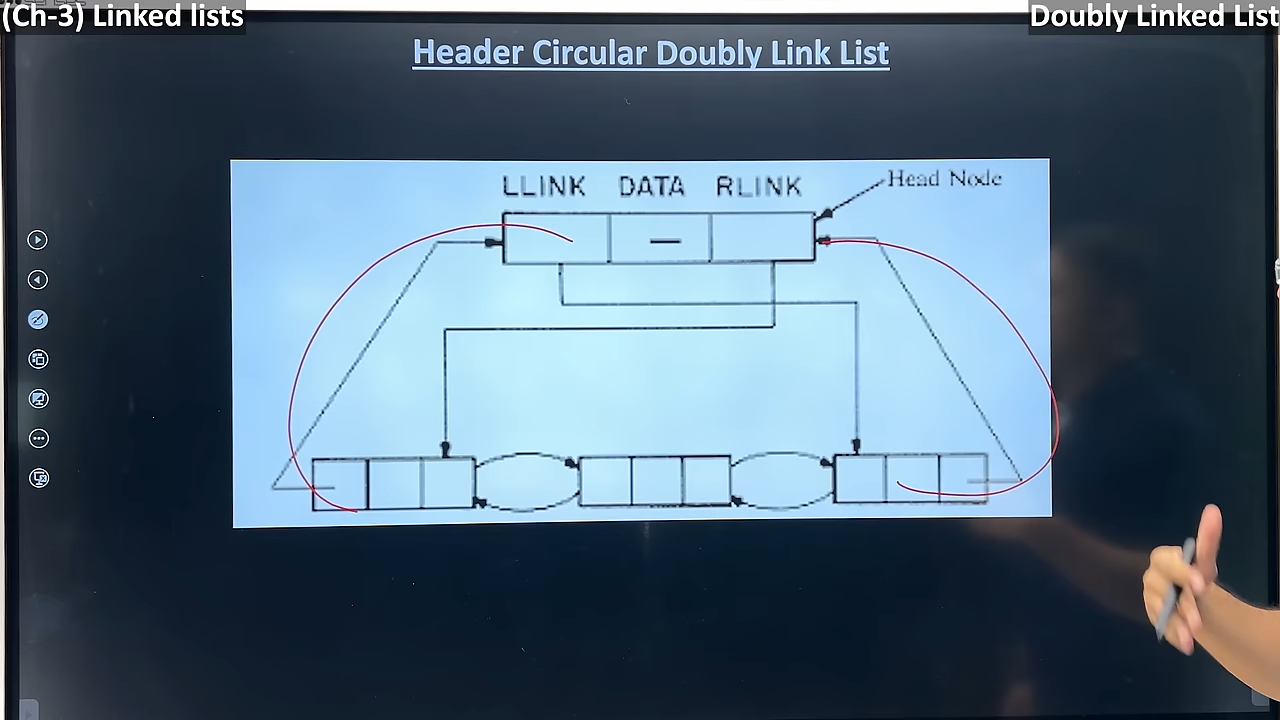 (Ch-3) Linked lists
Doubly Linked List
Header Circular Doubly Link List
LLINK DATA RLINK
Head Node